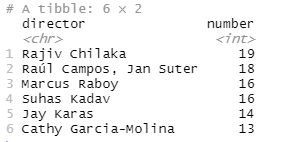 # A tibble: 6 × 2
director number
<chr> <int>
1 Rajiv Chilaka 19
2 Raúl Campos, Jan Suter 18
3 Marcus Raboy 16
4 Suhas Kadav 16
5 Jay Karas 14
6 Cathy Garcia-Molina 13